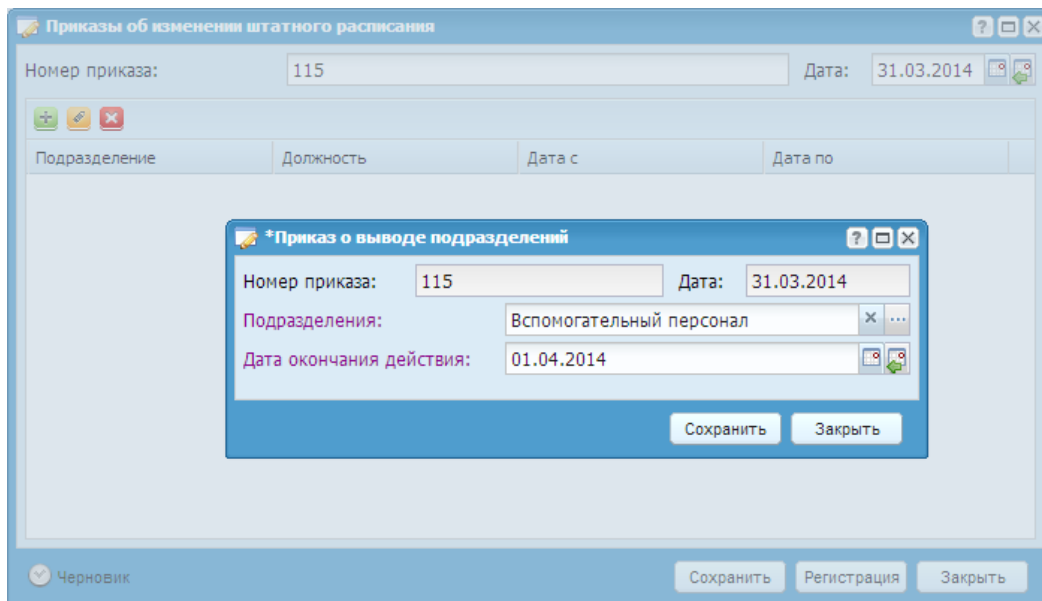 Приказы об изменении штатного расписания
Номер приказа: 115 Дата: 31.03.2014
Подразделение Должность Дата с Дата по
*Приказ о выводе подразделений
Номер приказа: 115 Дата: 31.03.2014
Подразделения: Вспомогательный персонал
Дата окончания действия: 01.04.2014
Сохранить Закрыть
Черновик Сохранить Регистрация Закрыть